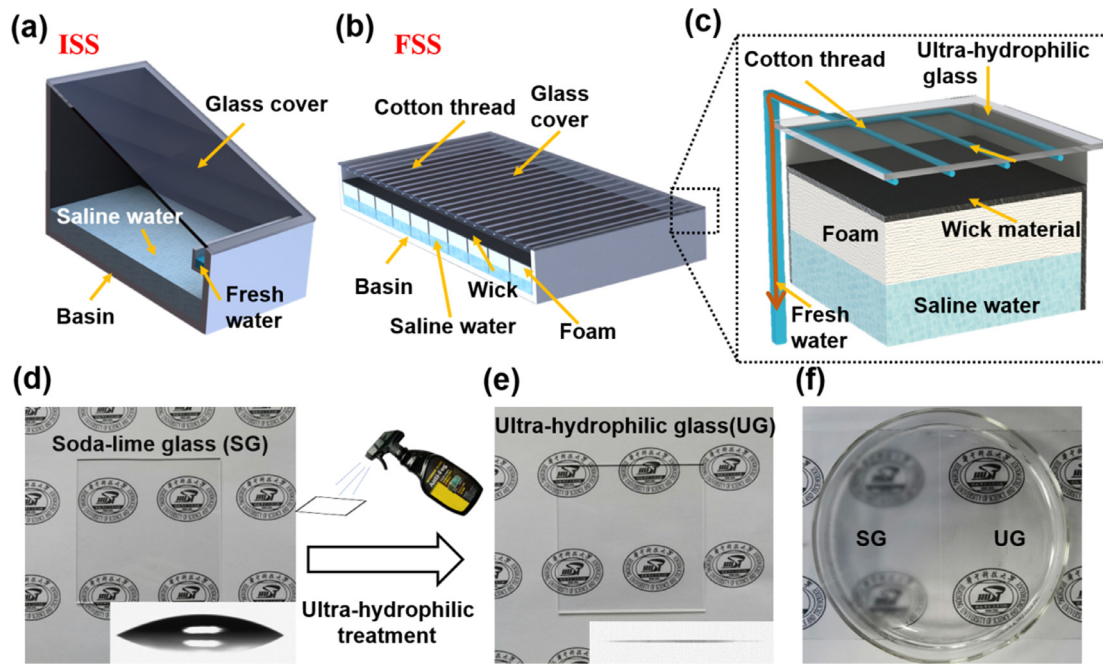 (a)
ISS
Glass cover
Saline water
Basin
Fresh
water
(b)
FSS
Cotton thread
Glass
cover
Basin
Wick
Saline water
Foam
(c)
Cotton thread
Ultra-hydrophilic
glass
Foam
Wick material
Fresh
water
Saline water
(d)
Soda-lime glass (SG)
Ultra-hydrophilic
treatment
(e)
Ultra-hydrophilic glass(UG)
(f)
SG
UG